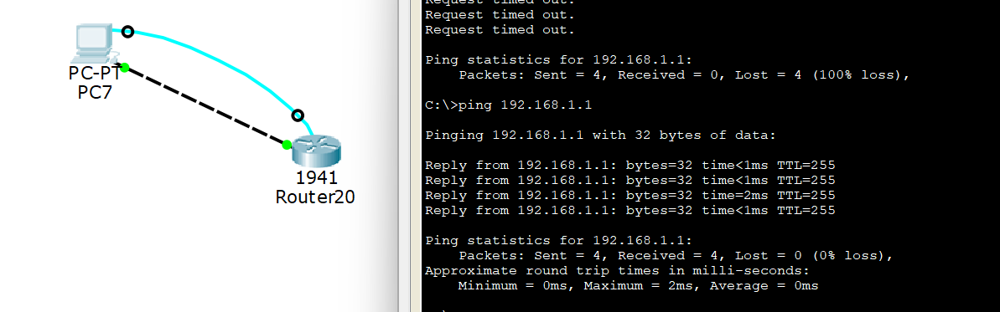 PC-PT
PC7
1941
Router20
Request timed out.
Request timed out.
Request timed out.
Ping statistics for 192.168.1.1:
Packets: Sent = 4, Received = 0, Lost = 4 (100% loss),
C:\>ping 192.168.1.1
Pinging 192.168.1.1 with 32 bytes of data:
Reply from 192.168.1.1: bytes=32 time<1ms TTL=255
Reply from 192.168.1.1: bytes=32 time<1ms TTL=255
Reply from 192.168.1.1: bytes=32 time=2ms TTL=255
Reply from 192.168.1.1: bytes=32 time<1ms TTL=255
Ping statistics for 192.168.1.1:
Packets: Sent = 4, Received = 4, Lost = 0 (0% loss),
Approximate round trip times in milli-seconds:
Minimum = 0ms, Maximum = 2ms, Average = 0ms